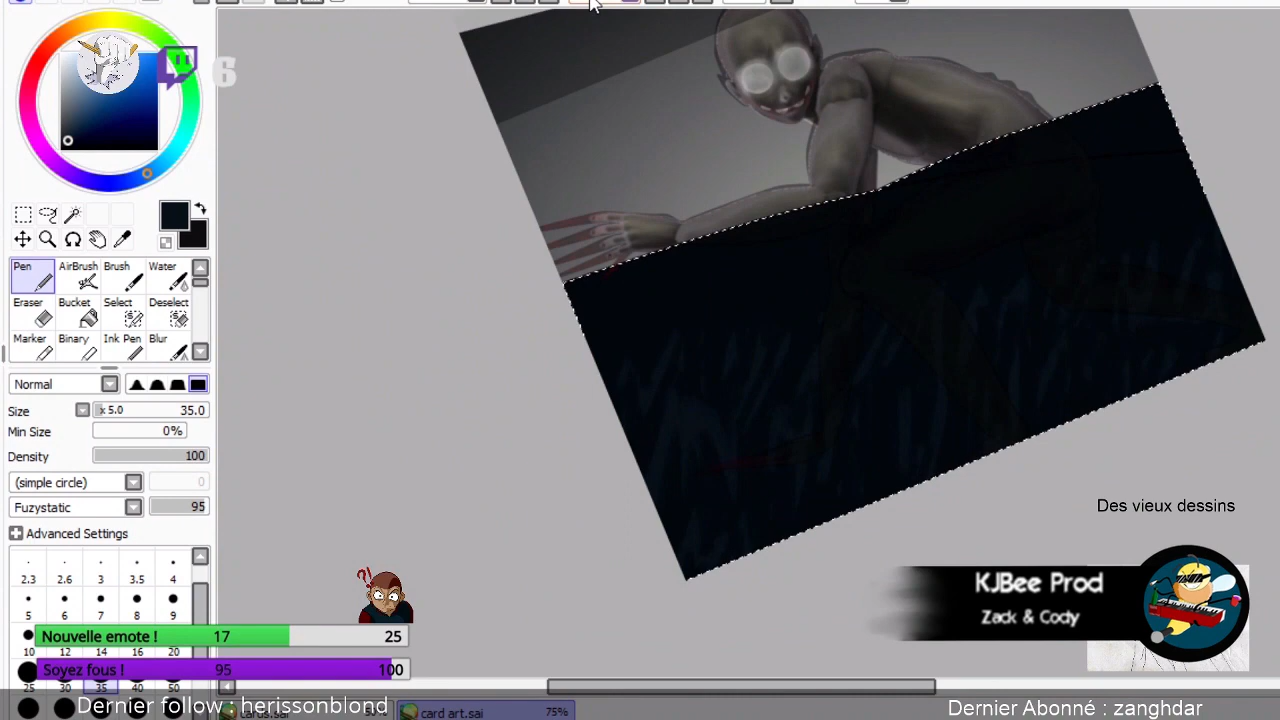 6
Pen
AirBrush
Brush
Water
Eraser
Bucket
Select
Deselect
Marker
Binary
Ink Pen
Blur
Normal
Size
x 5.0
35.0
Min Size
0%
Density
100
(simple circle)
0
Fuzystatic
95
Advanced Settings
2.3 2.6 3 3.5 4
5 6 7 8 9
10 12 14 16 20
25 30 35 40 50
Nouvelle emote ! 17 25
Soyez fous ! 95 100
Dernier follow : herissonblond
card art.sai 75%
Des vieux dessins
KJBee Prod
Zack & Cody
Dernier Abonné : zanghdar